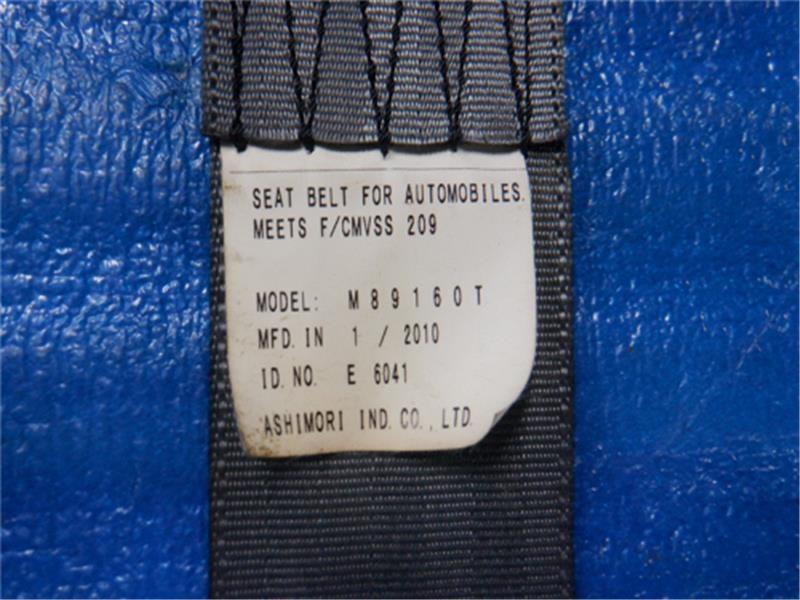 SEAT BELT FOR AUTOMOBILES.
MEETS F/CMVSS 209
MODEL: M89160T
MFD. IN 1 / 2010
ID. NO. E 6041
ASHIMORI IND. CO., LTD.